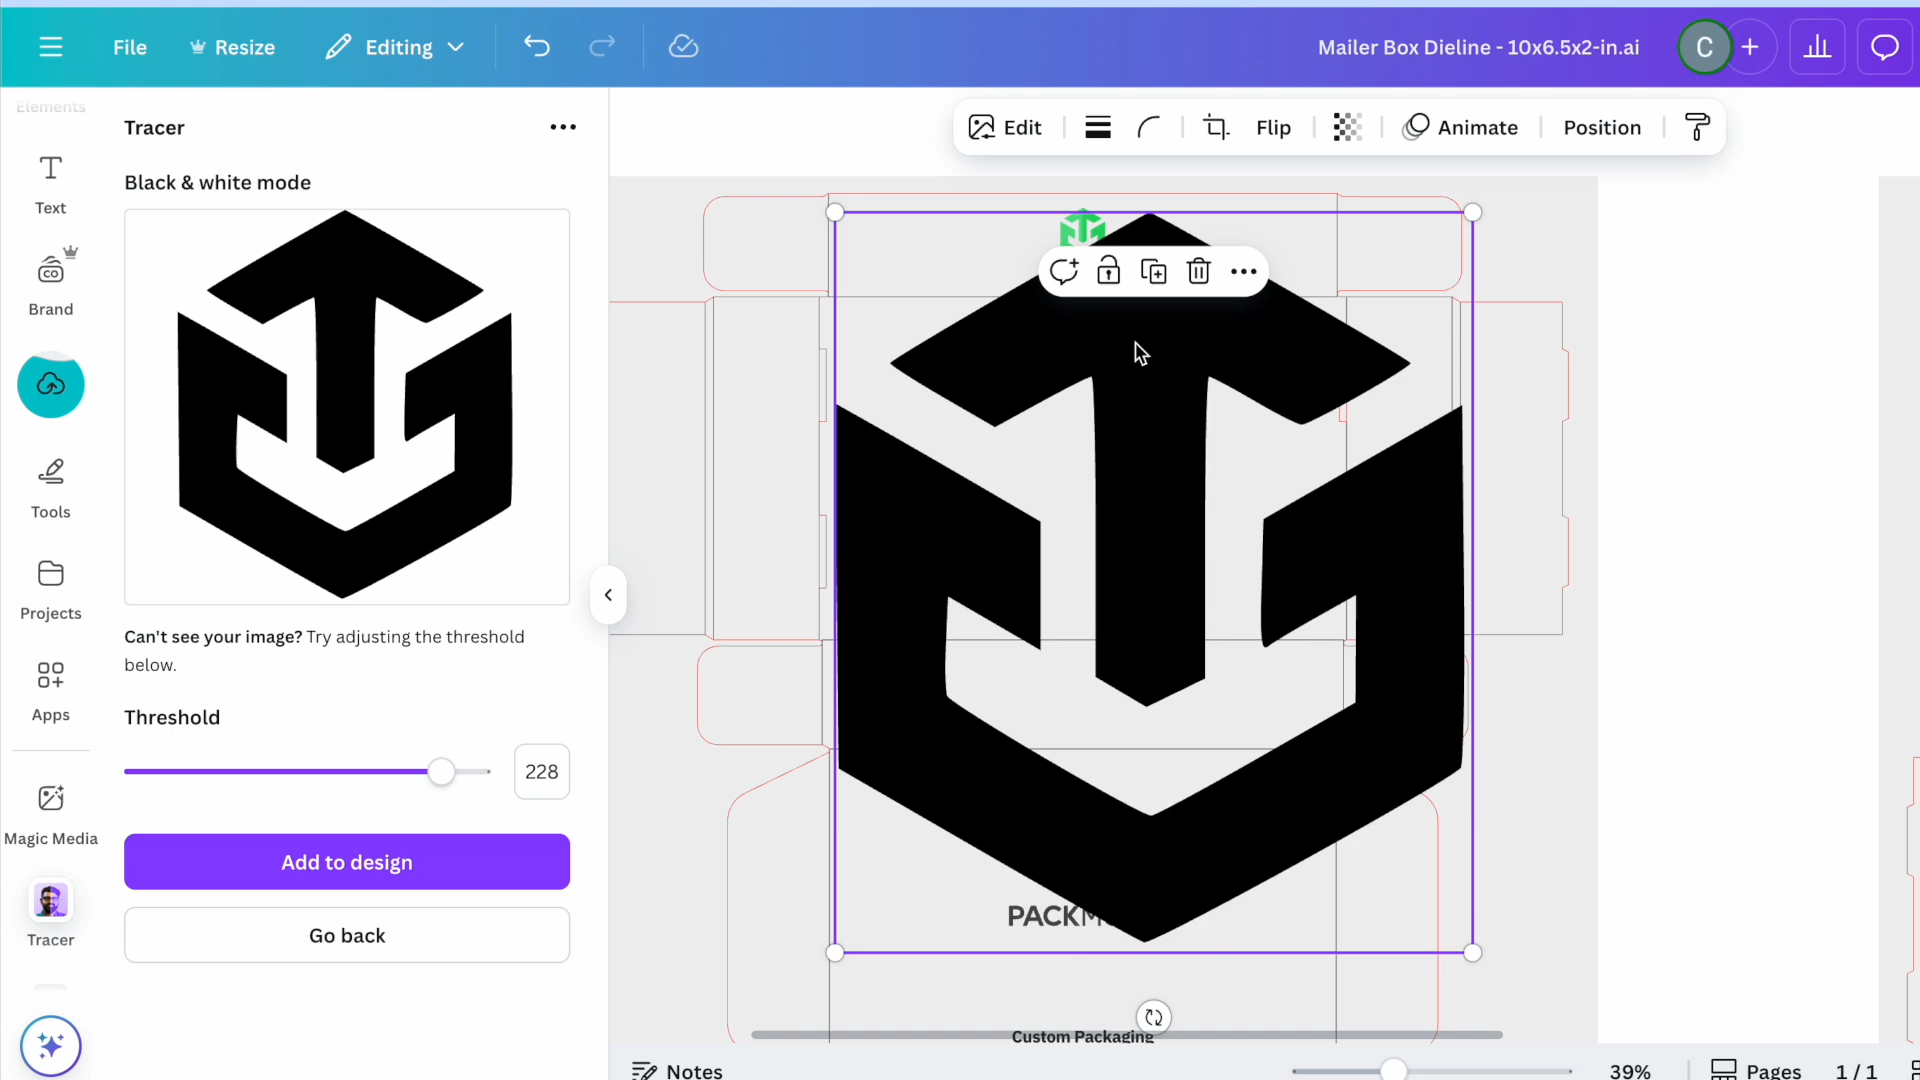 File
Resize
Editing
Mailer Box Dieline - 10x6.5x2-in.ai
C
Elements
Text
Brand
Tools
Projects
Apps
Magic Media
Tracer
Tracer
Black & white mode
Can't see your image? Try adjusting the threshold
below.
Threshold
228
Add to design
Go back
Edit
Flip
Animate
Position
PACKM
Custom Packaging
Notes
39%
Pages
1 / 1